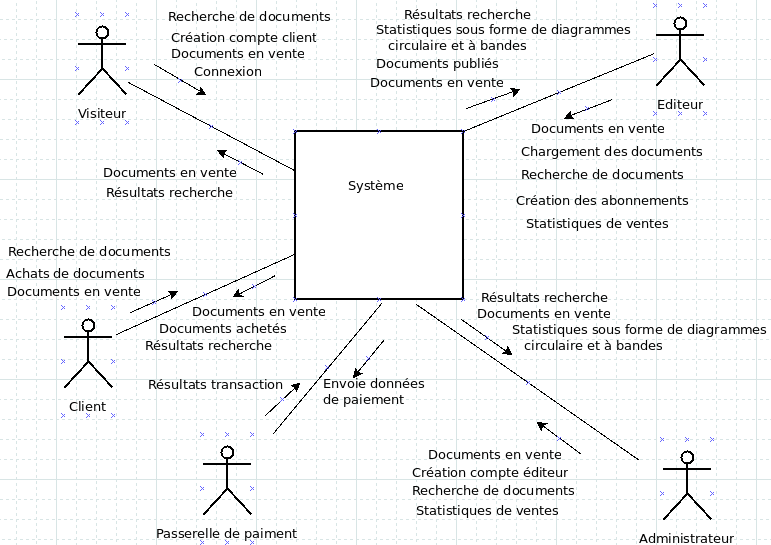 Recherche de documents
Création compte client
Documents en vente
Connexion
Visiteur
Résultats recherche
Statistiques sous forme de diagrammes
circulaire et à bandes
Documents publiés
Documents en vente
Editeur
Documents en vente
Chargement des documents
Recherche de documents
Création des abonnements
Statistiques de ventes
Documents en vente
Résultats recherche
Système
Recherche de documents
Achats de documents
Documents en vente
Client
Documents en vente
Documents achetés
Résultats recherche
Résultats recherche
Documents en vente
Statistiques sous forme de diagrammes
circulaire et à bandes
Résultats transaction
Envoie données
de paiement
Passerelle de paiment
Documents en vente
Création compte éditeur
Recherche de documents
Statistiques de ventes
Administrateur